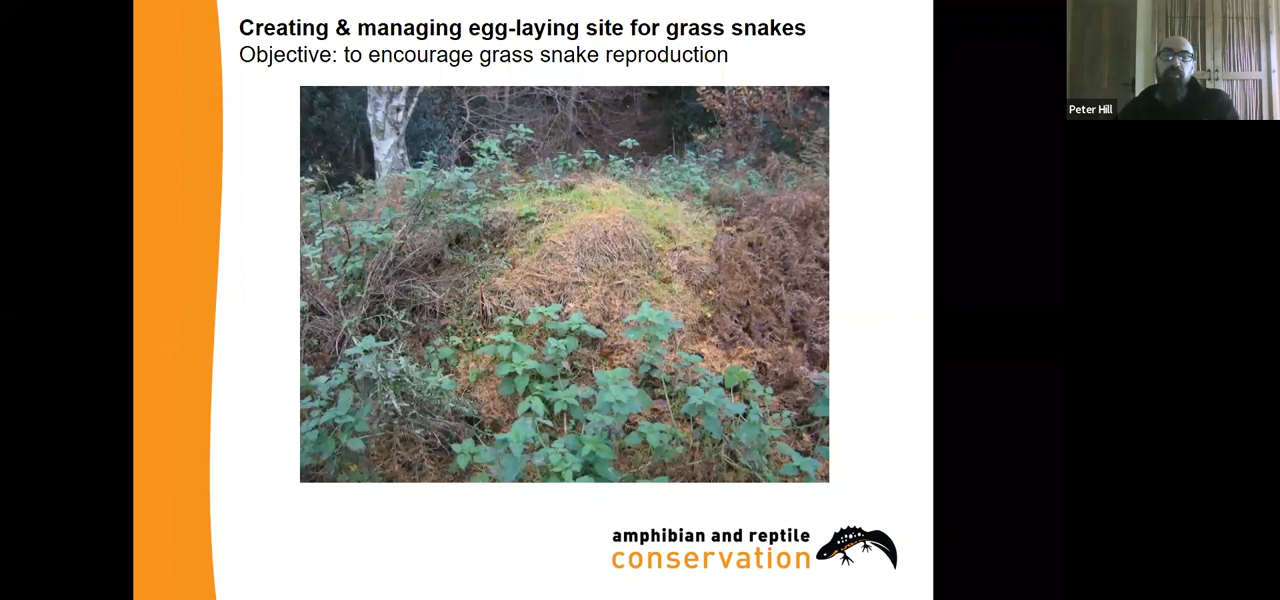 Creating & managing egg-laying site for grass snakes
Objective: to encourage grass snake reproduction
Peter Hill
amphibian and reptile
conservation